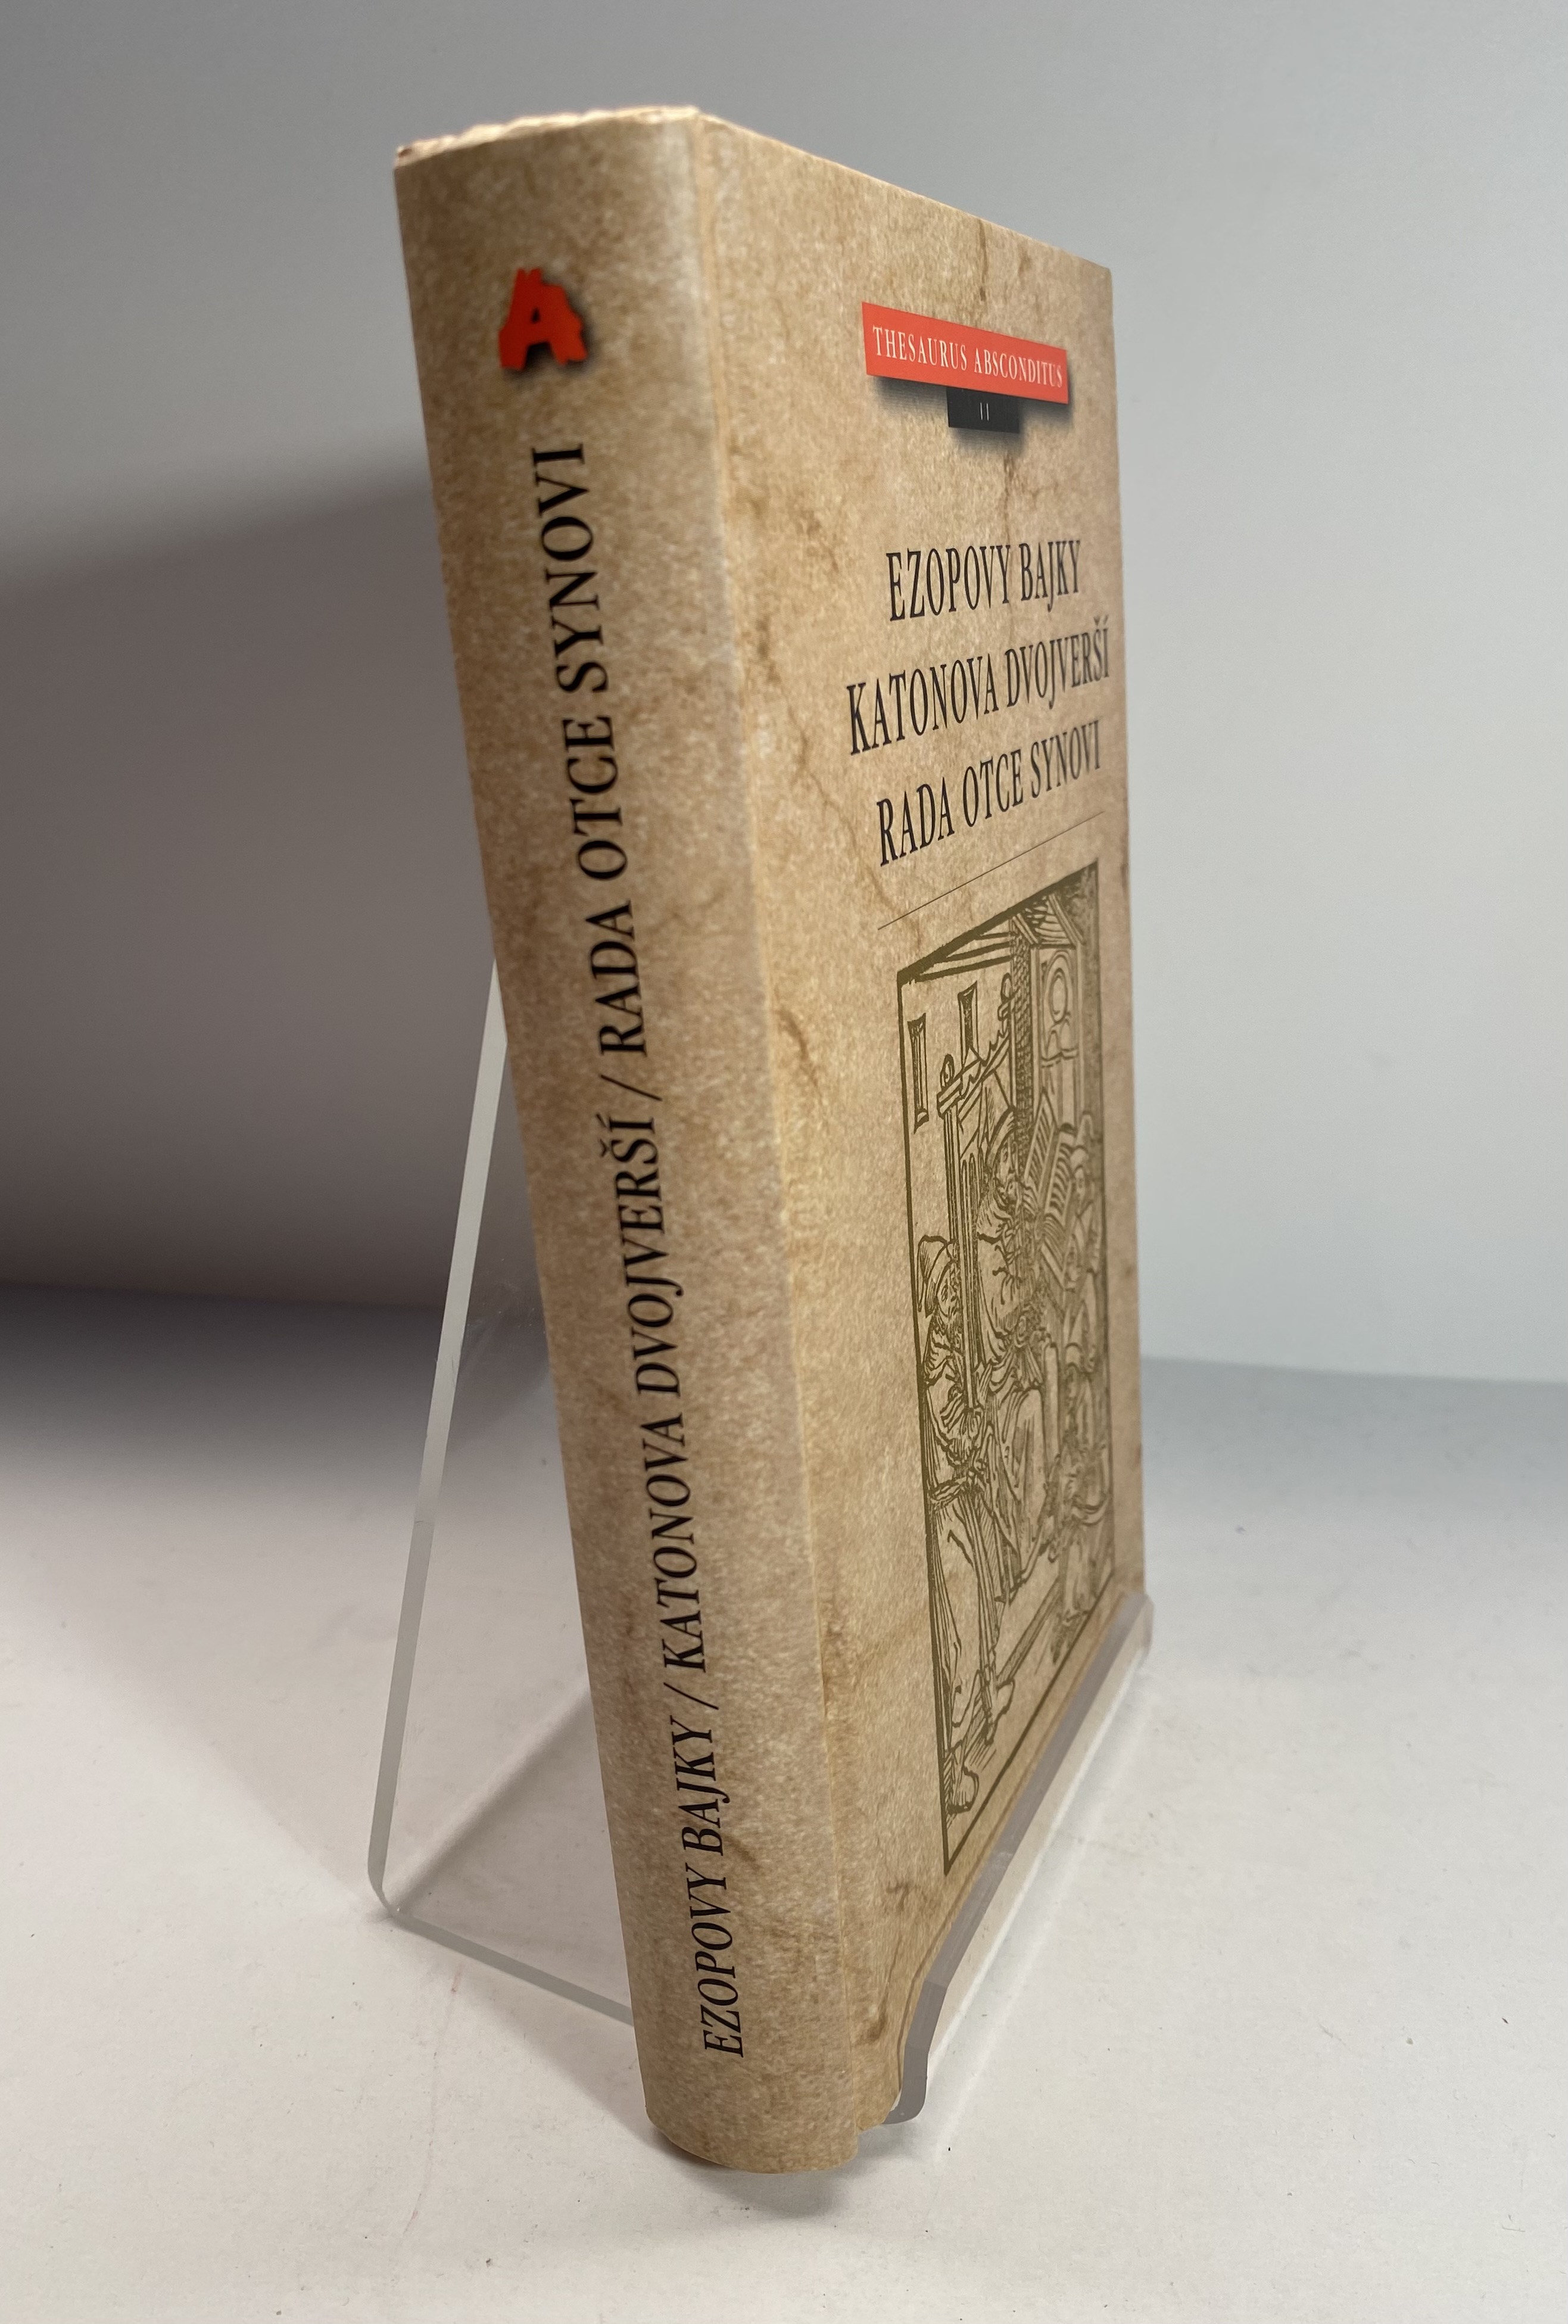 A
EZOPOVY BAJKY / KATONOVA DVOJVERŠÍ / RADA OTCE SYNOVI
THESAURUS ABSCONDITUS
11
EZOPOVY BAJKY
KATONOVA DVOJVERŠÍ
RADA OTCE SYNOVI